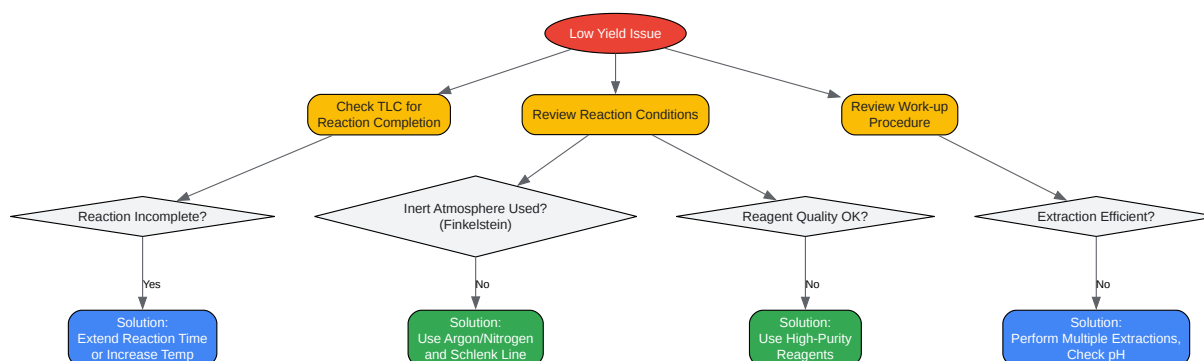 Low Yield Issue
Check TLC for
Reaction Completion
Review Reaction Conditions
Review Work-up
Procedure
Reaction Incomplete?
Inert Atmosphere Used?
(Finkelstein)
Reagent Quality OK?
Extraction Efficient?
Yes
No
No
No
Solution:
Extend Reaction Time
or Increase Temp
Solution:
Use Argon/Nitrogen
and Schlenk Line
Solution:
Use High-Purity
Reagents
Solution:
Perform Multiple Extractions,
Check pH